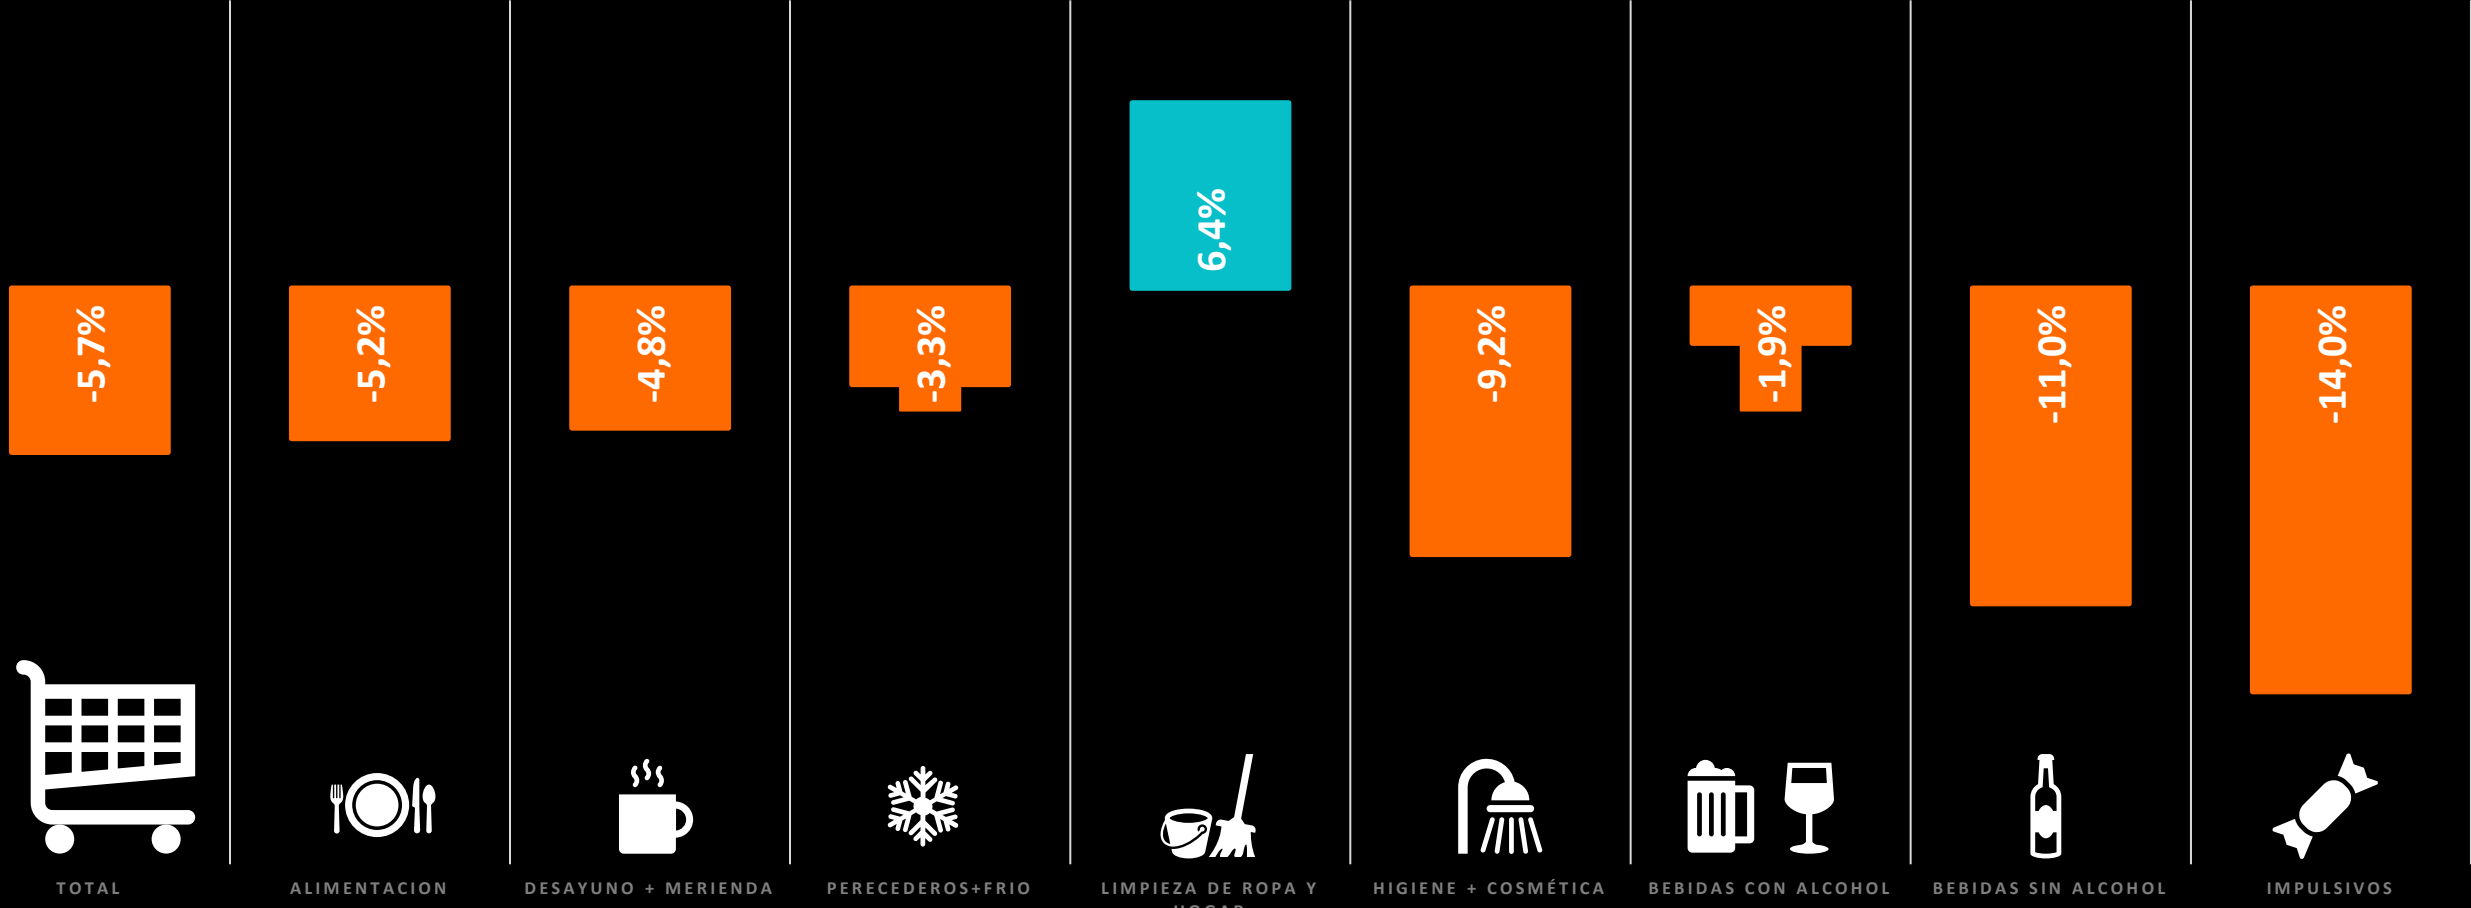 6,4%
-5,7%
-5,2%
-4,8%
-3,3%
-9,2%
-1,9%
-11,0%
-14,0%
TOTAL
ALIMENTACION
DESAYUNO + MERIENDA
PERECEDEROS+FRIO
LIMPIEZA DE ROPA Y
HOGAR
HIGIENE + COSMÉTICA
BEBIDAS CON ALCOHOL
BEBIDAS SIN ALCOHOL
IMPULSIVOS